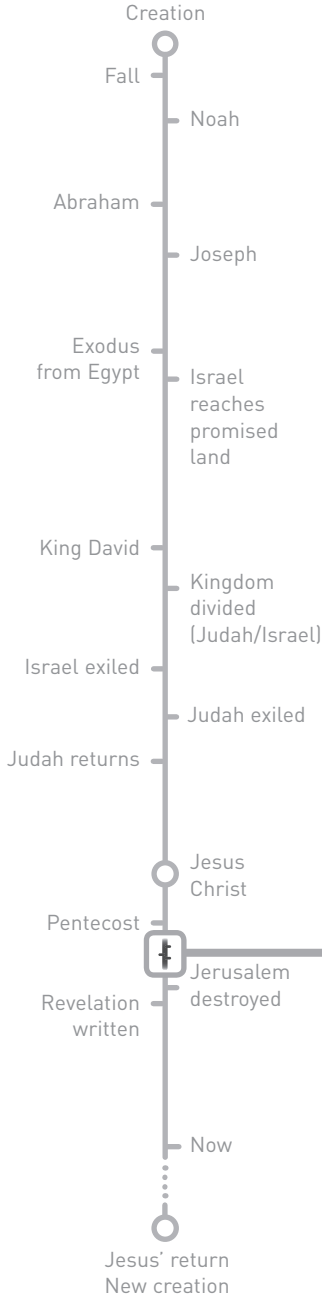 Creation
Fall
Noah
Abraham
Joseph
Exodus
from Egypt
Israel
reaches
promised
land
King David
Kingdom
divided
(Judah/Israel)
Israel exiled
Judah exiled
Judah returns
Jesus
Christ
Pentecost
Jerusalem
destroyed
Revelation
written
Now
Jesus’ return
New creation